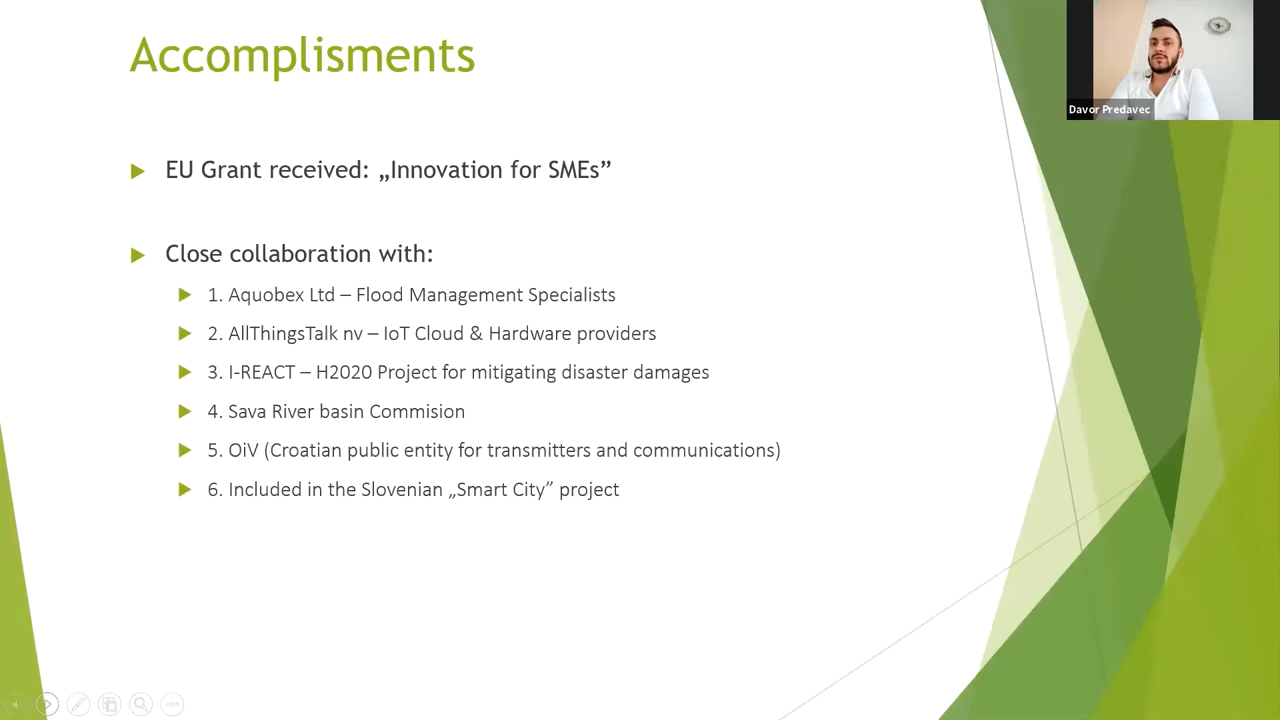 Accomplisments
Davor Predavec
EU Grant received: „Innovation for SMEs”
Close collaboration with:
1. Aquobex Ltd – Flood Management Specialists
2. AllThingsTalk nv – IoT Cloud & Hardware providers
3. I-REACT – H2020 Project for mitigating disaster damages
4. Sava River basin Commision
5. OiV (Croatian public entity for transmitters and communications)
6. Included in the Slovenian „Smart City” project